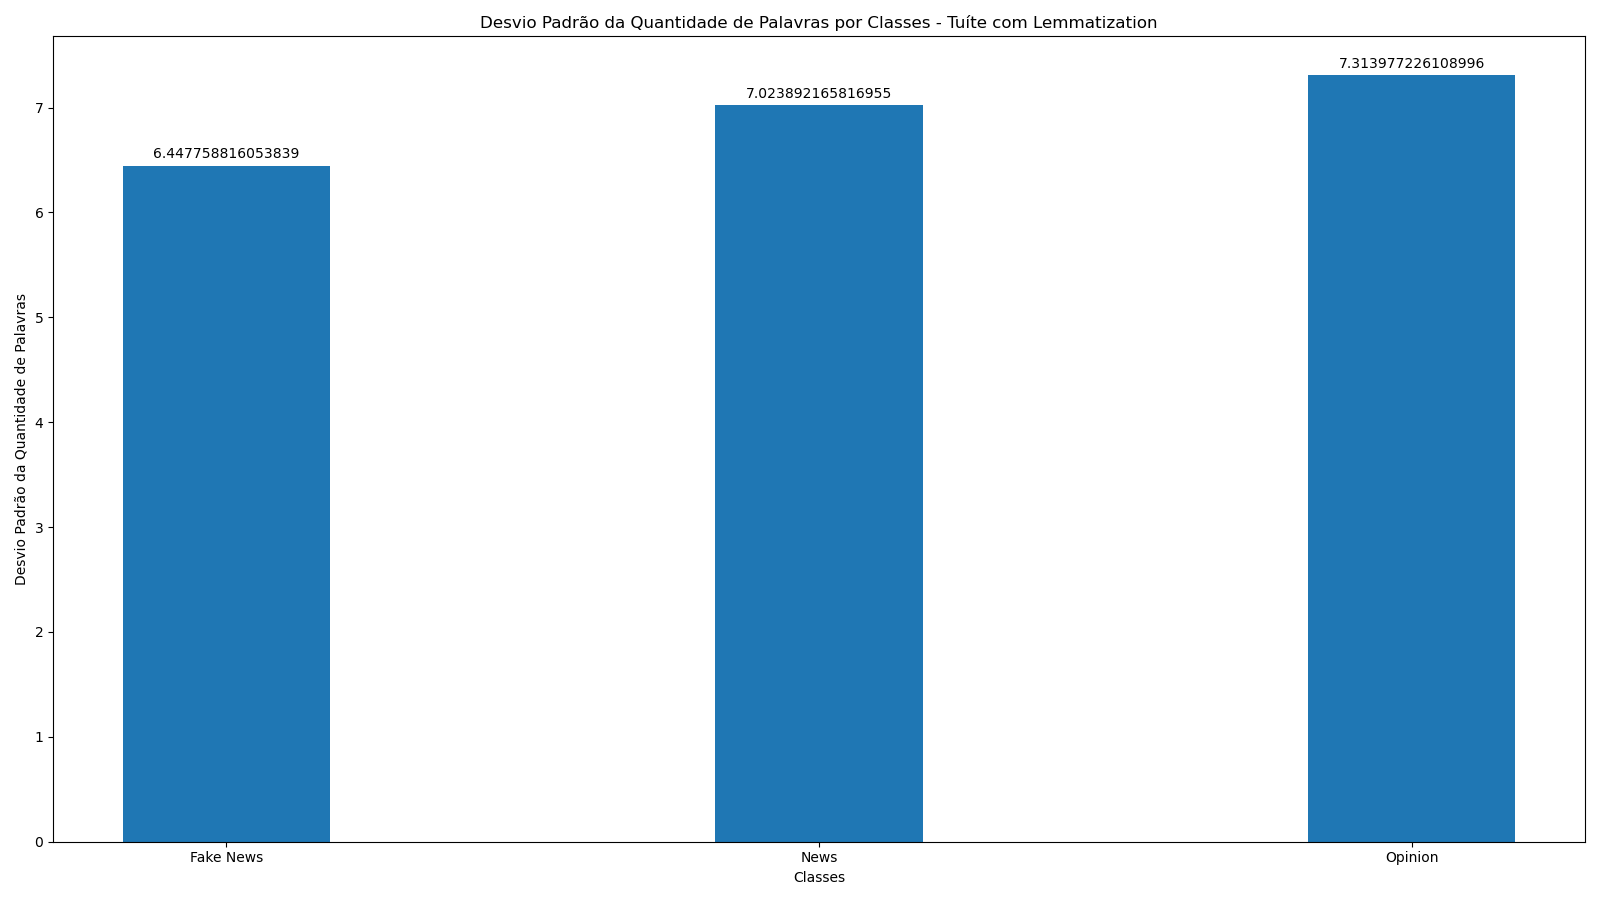 Desvio Padrão da Quantidade de Palavras por Classes - Tuíte com Lemmatization
7.313977226108996
7.023892165816955
6.447758816053839
7
6
5
4
3
2
1
0
Desvio Padrão da Quantidade de Palavras
Fake News
News
Opinion
Classes